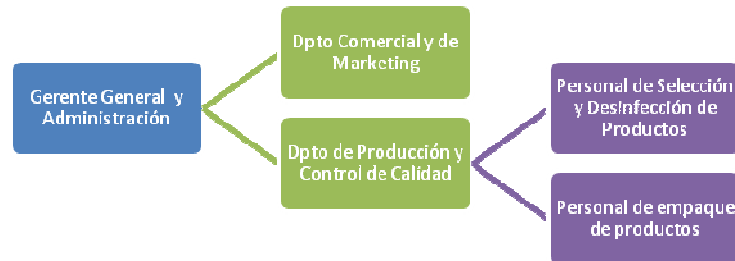 Gerente General y
Administración
Dpto Comercial y de
Marketing
Dpto de Producción y
Control de Calidad
Personal de Selección
y Desinfección de
Productos
Personal de empaque
de productos